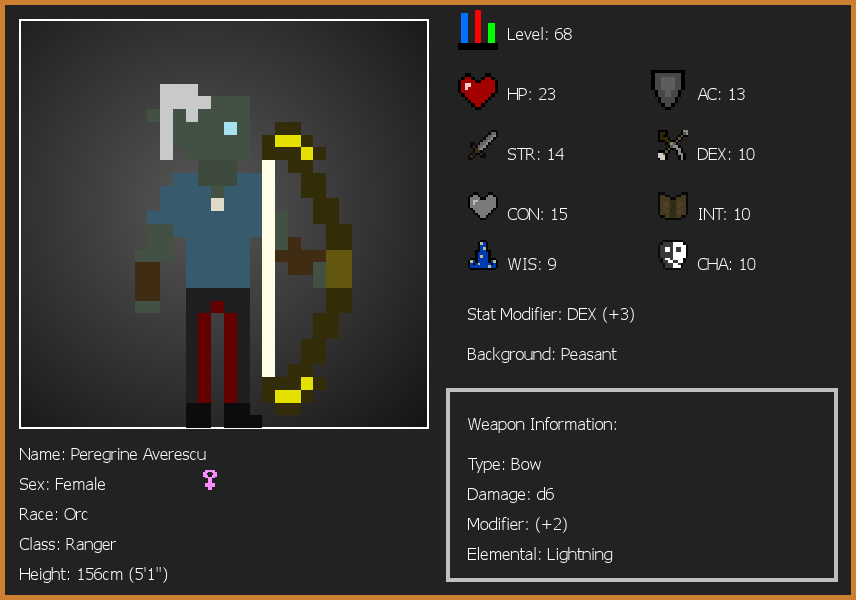 Level: 68
HP: 23
AC: 13
STR: 14
DEX: 10
CON: 15
INT: 10
WIS: 9
CHA: 10
Stat Modifier: DEX (+3)
Background: Peasant
Weapon Information:
Type: Bow
Damage: d6
Modifier: (+2)
Elemental: Lightning
Name: Peregrine Averescu
Sex: Female
Race: Orc
Class: Ranger
Height: 156cm (5'1")